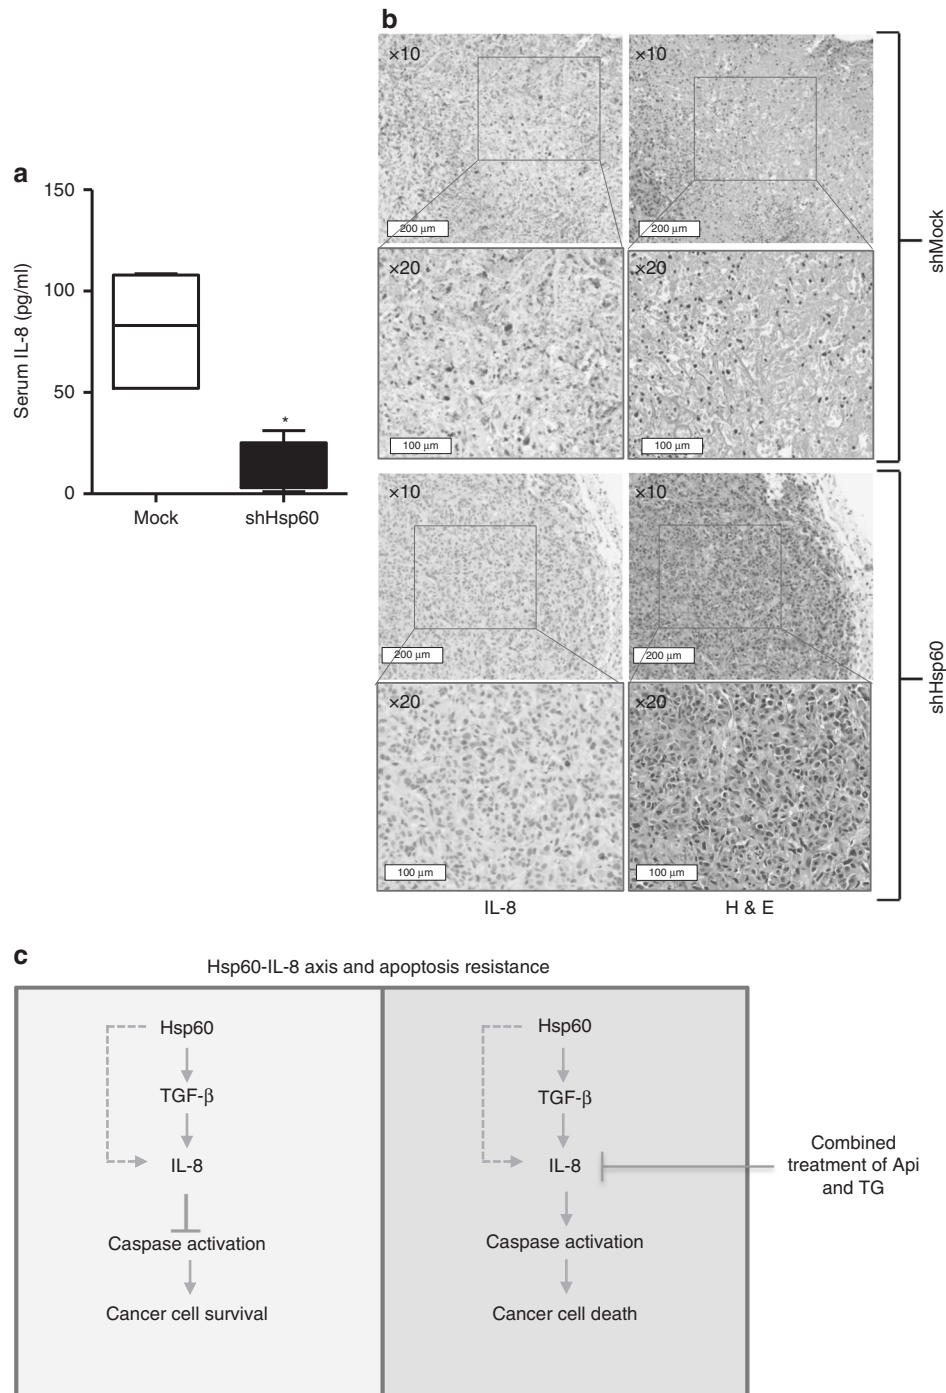 a
Serum IL-8 (pg/ml)
150
100
50
0
*
Mock
shHsp60
b
×10
200 μm
×10
200 μm
×20
100 μm
×20
100 μm
shMock
×10
200 μm
×10
200 μm
×20
100 μm
×20
100 μm
shHsp60
IL-8
H & E
c
Hsp60-IL-8 axis and apoptosis resistance
Hsp60
TGF-β
IL-8
Caspase activation
Cancer cell survival
Hsp60
TGF-β
IL-8
Caspase activation
Cancer cell death
Combined
treatment of Api
and TG